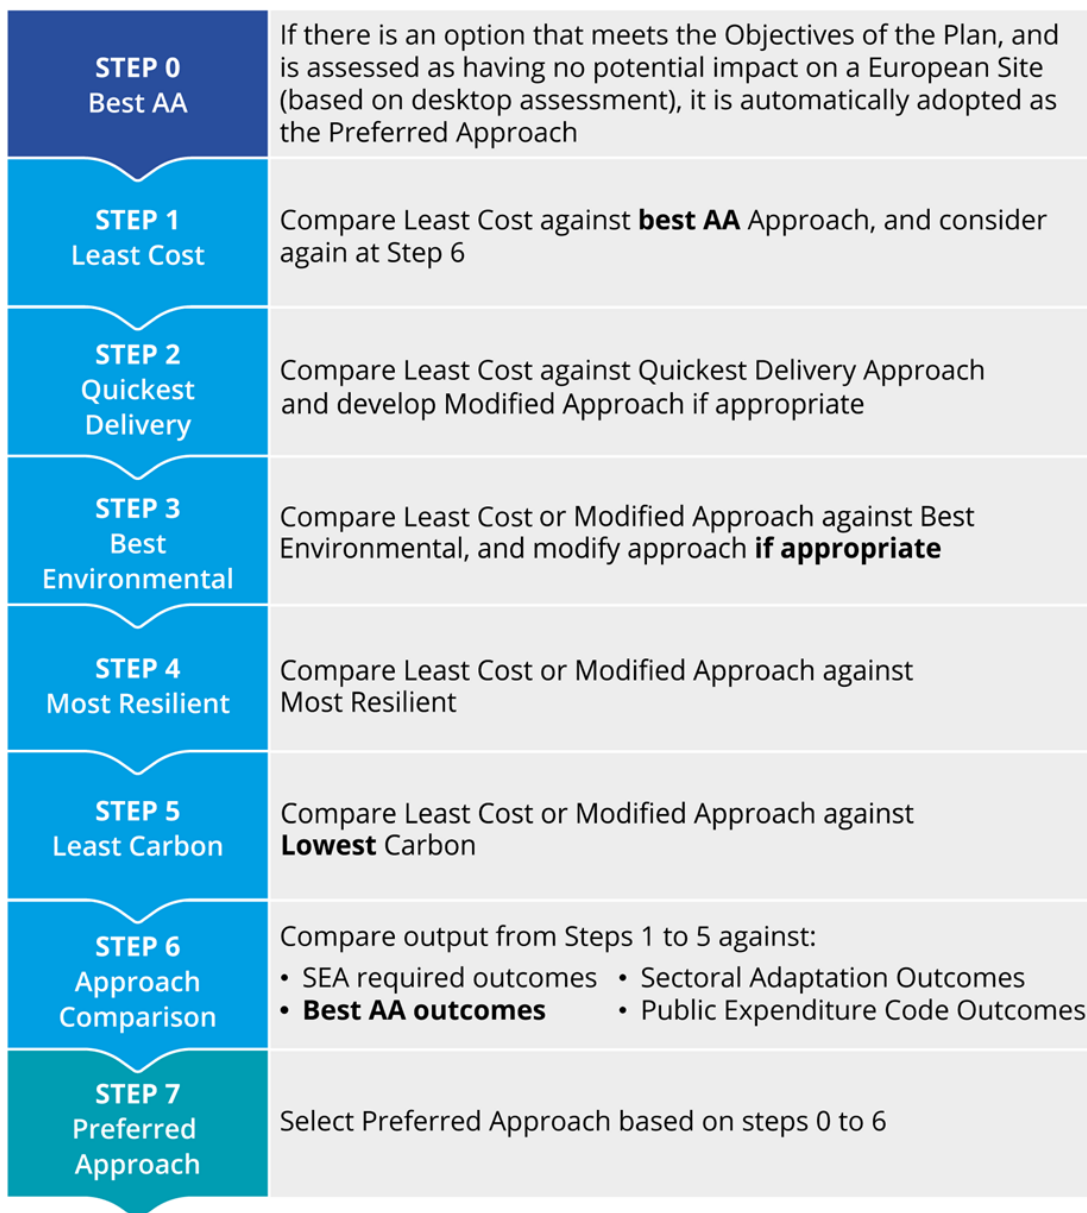 STEP 0
Best AA
If there is an option that meets the Objectives of the Plan, and
is assessed as having no potential impact on a European Site
(based on desktop assessment), it is automatically adopted as
the Preferred Approach
STEP 1
Least Cost
Compare Least Cost against best AA Approach, and consider
again at Step 6
STEP 2
Quickest
Delivery
Compare Least Cost against Quickest Delivery Approach
and develop Modified Approach if appropriate
STEP 3
Best
Environmental
Compare Least Cost or Modified Approach against Best
Environmental, and modify approach if appropriate
STEP 4
Most Resilient
Compare Least Cost or Modified Approach against
Most Resilient
STEP 5
Least Carbon
Compare Least Cost or Modified Approach against
Lowest Carbon
STEP 6
Approach
Comparison
Compare output from Steps 1 to 5 against:
• SEA required outcomes
• Best AA outcomes
• Sectoral Adaptation Outcomes
• Public Expenditure Code Outcomes
STEP 7
Preferred
Approach
Select Preferred Approach based on steps 0 to 6